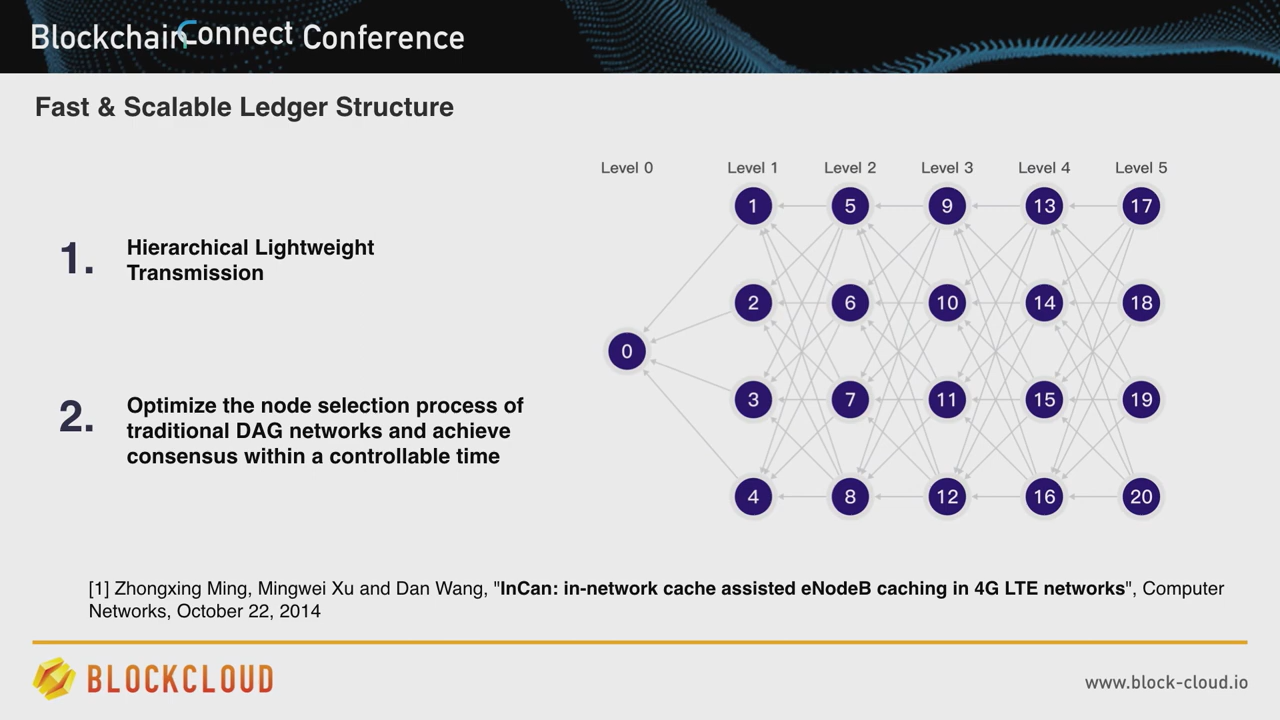 BlockchainConnect Conference
Fast & Scalable Ledger Structure
Level 0 Level 1 Level 2 Level 3 Level 4 Level 5
1 5 9 13 17
1. Hierarchical Lightweight
Transmission
2 6 10 14 18
0
3 7 11 15 19
2. Optimize the node selection process of
traditional DAG networks and achieve
consensus within a controllable time
4 8 12 16 20
[1] Zhongxing Ming, Mingwei Xu and Dan Wang, "InCan: in-network cache assisted eNodeB caching in 4G LTE networks", Computer
Networks, October 22, 2014
BLOCKCLOUD
www.block-cloud.io